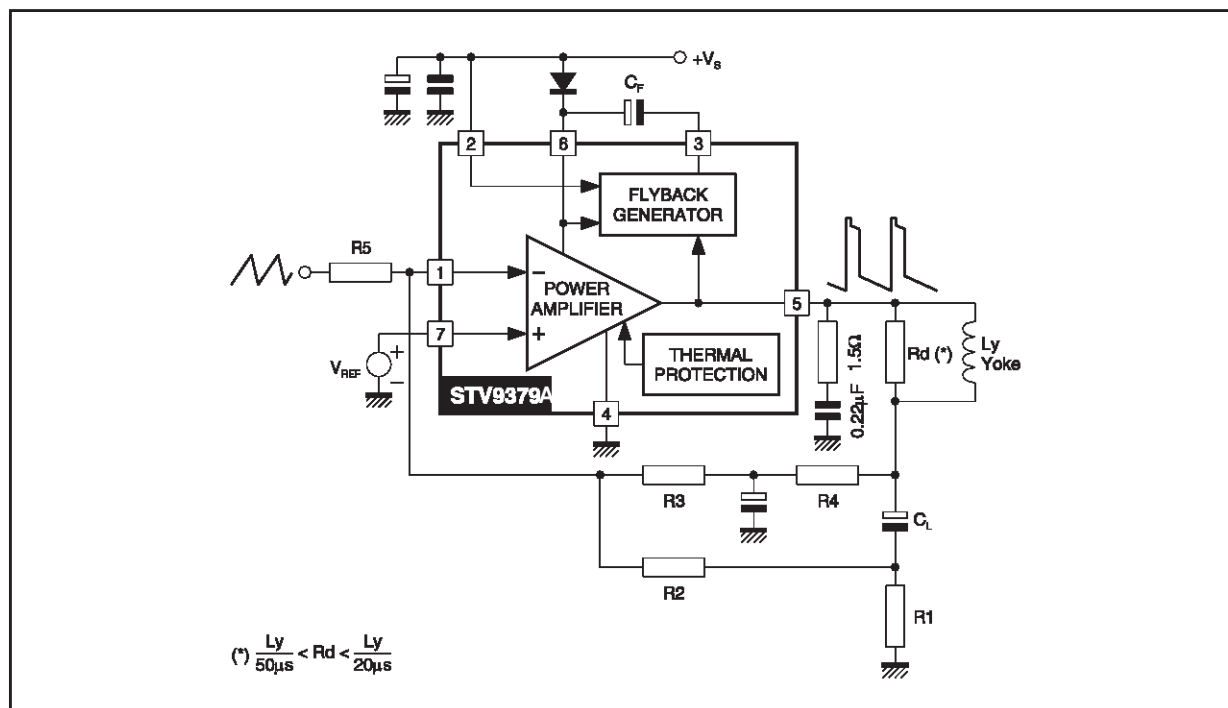 +VS
CF
2
6
3
FLYBACK
GENERATOR
R5
1
−
POWER
AMPLIFIER
5
7
+
VREF
+
−
THERMAL
PROTECTION
STV9379A
4
0.22µF 1.5Ω
Rd (*)
Ly
Yoke
R3
R4
CL
R2
R1
(*) Ly/50µs < Rd < Ly/20µs